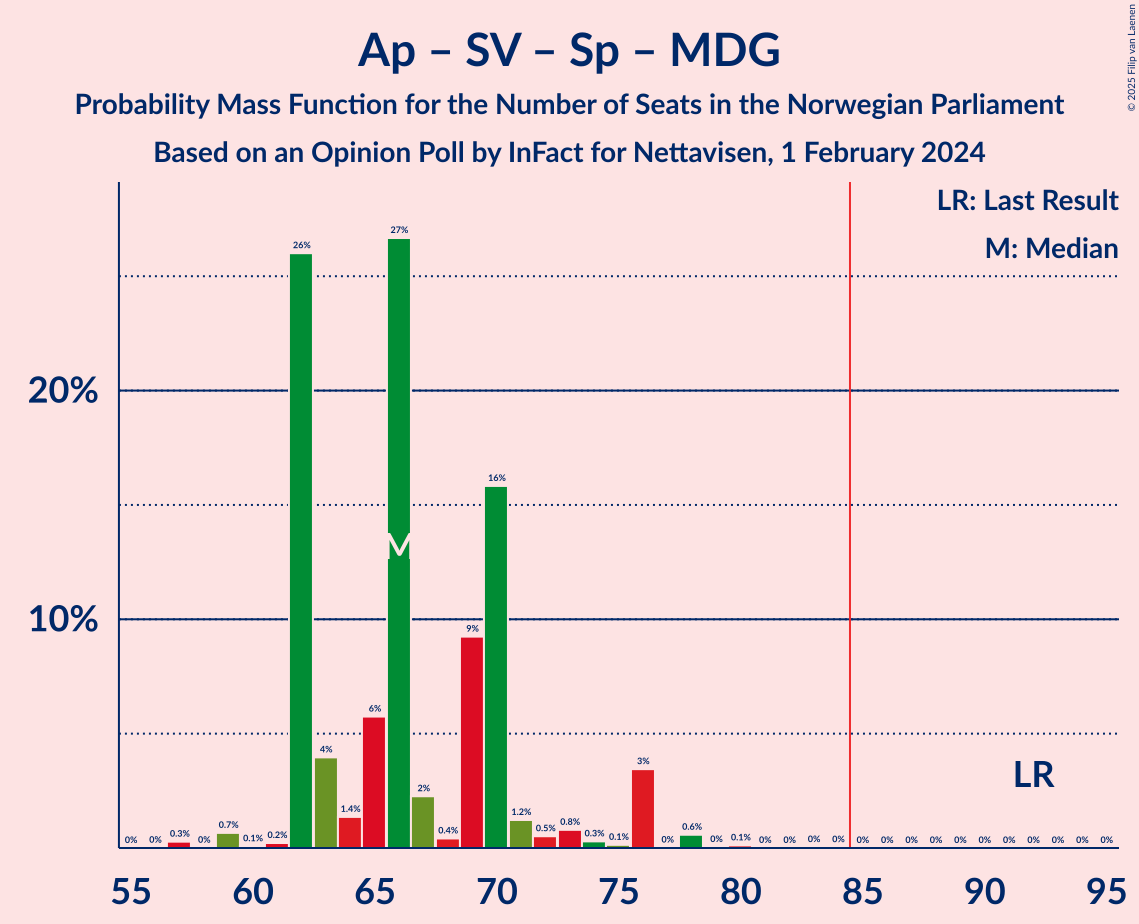 Ap – SV – Sp – MDG
Probability Mass Function for the Number of Seats in the Norwegian Parliament
Based on an Opinion Poll by InFact for Nettavisen, 1 February 2024
© 2025 Filip van Laenen
LR: Last Result
M: Median
20%
10%
0% 0% 0.3% 0% 0.7% 0.1% 0.2% 26% 4% 1.4% 6% 27% 2% 0.4% 9% 16% 1.2% 0.5% 0.8% 0.3% 0.1% 3% 0% 0.6% 0% 0.1% 0% 0% 0% 0% 0% 0% 0% 0% 0% 0% 0% 0% 0% 0% 0%
M
LR
55 60 65 70 75 80 85 90 95